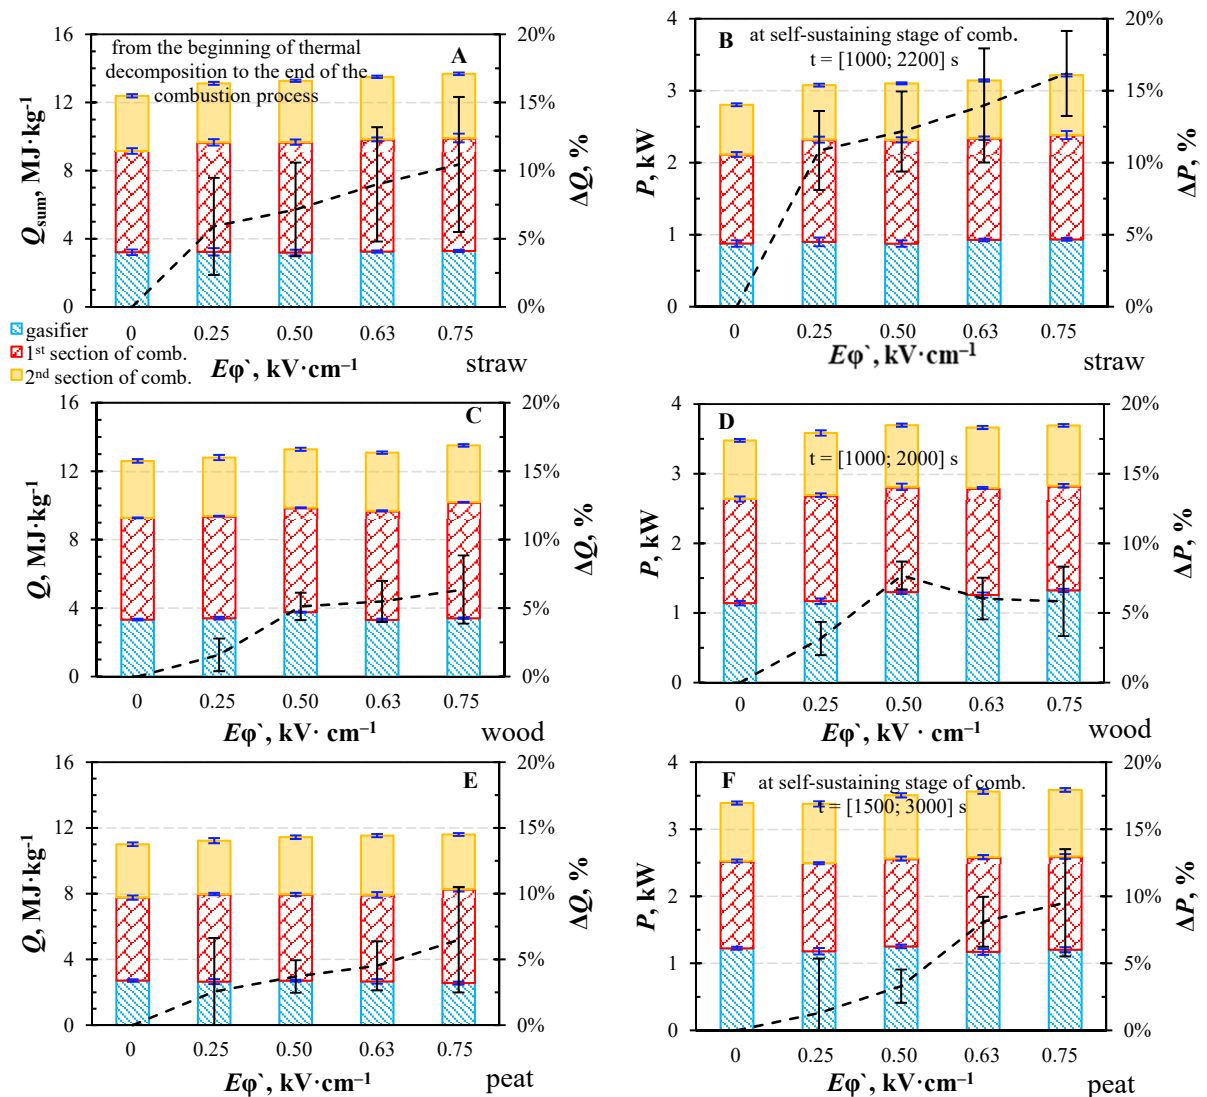 from the beginning of thermal
decomposition to the end of the
combustion process
A
16
12
8
4
0
Qsum, MJ·kg-1
20%
15%
10%
5%
0%
ΔQ, %
0 0.25 0.50 0.63 0.75
Eφ`, kV·cm–1
straw
B
at self-sustaining stage of comb.
t = [1000; 2200] s
4
3
2
1
0
P, kW
20%
15%
10%
5%
0%
ΔP, %
0 0.25 0.50 0.63 0.75
Eφ`, kV·cm–1
straw
gasifier
1st section of comb.
2nd section of comb.
C
16
12
8
4
0
Q, MJ·kg-1
20%
15%
10%
5%
0%
ΔQ, %
0 0.25 0.50 0.63 0.75
Eφ`, kV· cm–1
wood
D
t = [1000; 2000] s
4
3
2
1
0
P, kW
20%
15%
10%
5%
0%
ΔP, %
0 0.25 0.50 0.63 0.75
Eφ`, kV · cm–1
wood
E
16
12
8
4
0
Q, MJ·kg-1
20%
15%
10%
5%
0%
ΔQ, %
0 0.25 0.50 0.63 0.75
Eφ`, kV·cm–1
peat
F
at self-sustaining stage of comb.
t = [1500; 3000] s
4
3
2
1
0
P, kW
20%
15%
10%
5%
0%
ΔP, %
0 0.25 0.50 0.63 0.75
Eφ`, kV·cm–1
peat